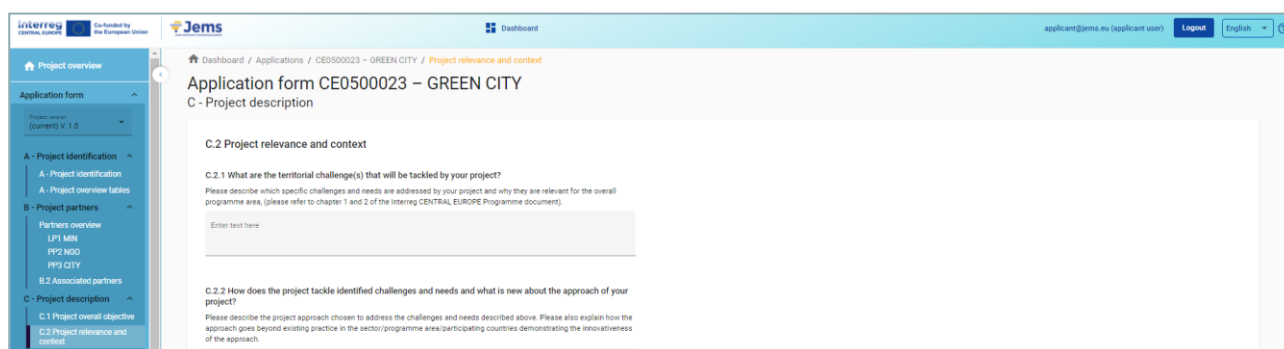 Interreg
CENTRAL EUROPE
Co-funded by
the European Union
Jems
Dashboard
applicant@jems.eu (applicant user)
Logout
English
Project overview
Dashboard / Applications / CE0500023 – GREEN CITY / Project relevance and context
Application form CE0500023 – GREEN CITY
C - Project description
Application form
Project version
(current) V. 1.0
A - Project identification
A - Project identification
A - Project overview tables
B - Project partners
Partners overview
LP1 MIN
PP2 NGO
PP3 CITY
B.2 Associated partners
C - Project description
C.1 Project overall objective
C.2 Project relevance and
context
C.2 Project relevance and context
C.2.1 What are the territorial challenge(s) that will be tackled by your project?
Please describe which specific challenges and needs are addressed by your project and why they are relevant for the overall
programme area, (please refer to chapter 1 and 2 of the Interreg CENTRAL EUROPE Programme document).
Enter text here
C.2.2 How does the project tackle identified challenges and needs and what is new about the approach of your
project?
Please describe the project approach chosen to address the challenges and needs described above. Please also explain how the
approach goes beyond existing practice in the sector/programme area/participating countries demonstrating the innovativeness
of the approach.